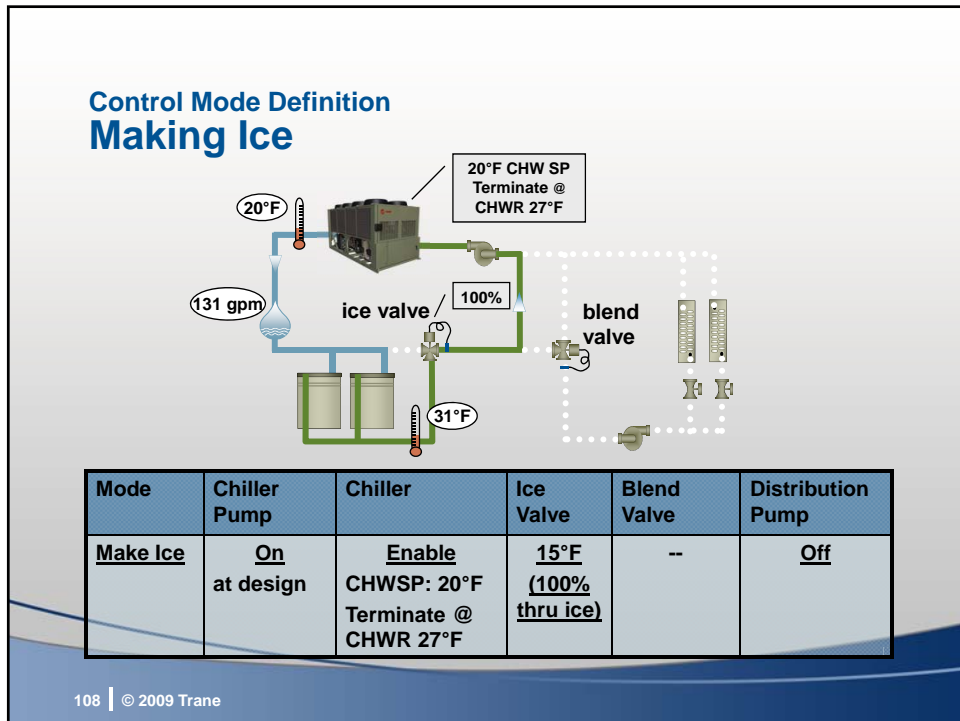 Control Mode Definition
Making Ice
20°F CHW SP
Terminate @
CHWR 27°F
20°F
131 gpm
ice valve
100%
blend
valve
31°F
Mode
Chiller
Pump
Chiller
Ice
Valve
Blend
Valve
Distribution
Pump
Make Ice
On
at design
Enable
CHWSP: 20°F
Terminate @
CHWR 27°F
15°F
(100%
thru ice)
--
Off
108 | © 2009 Trane